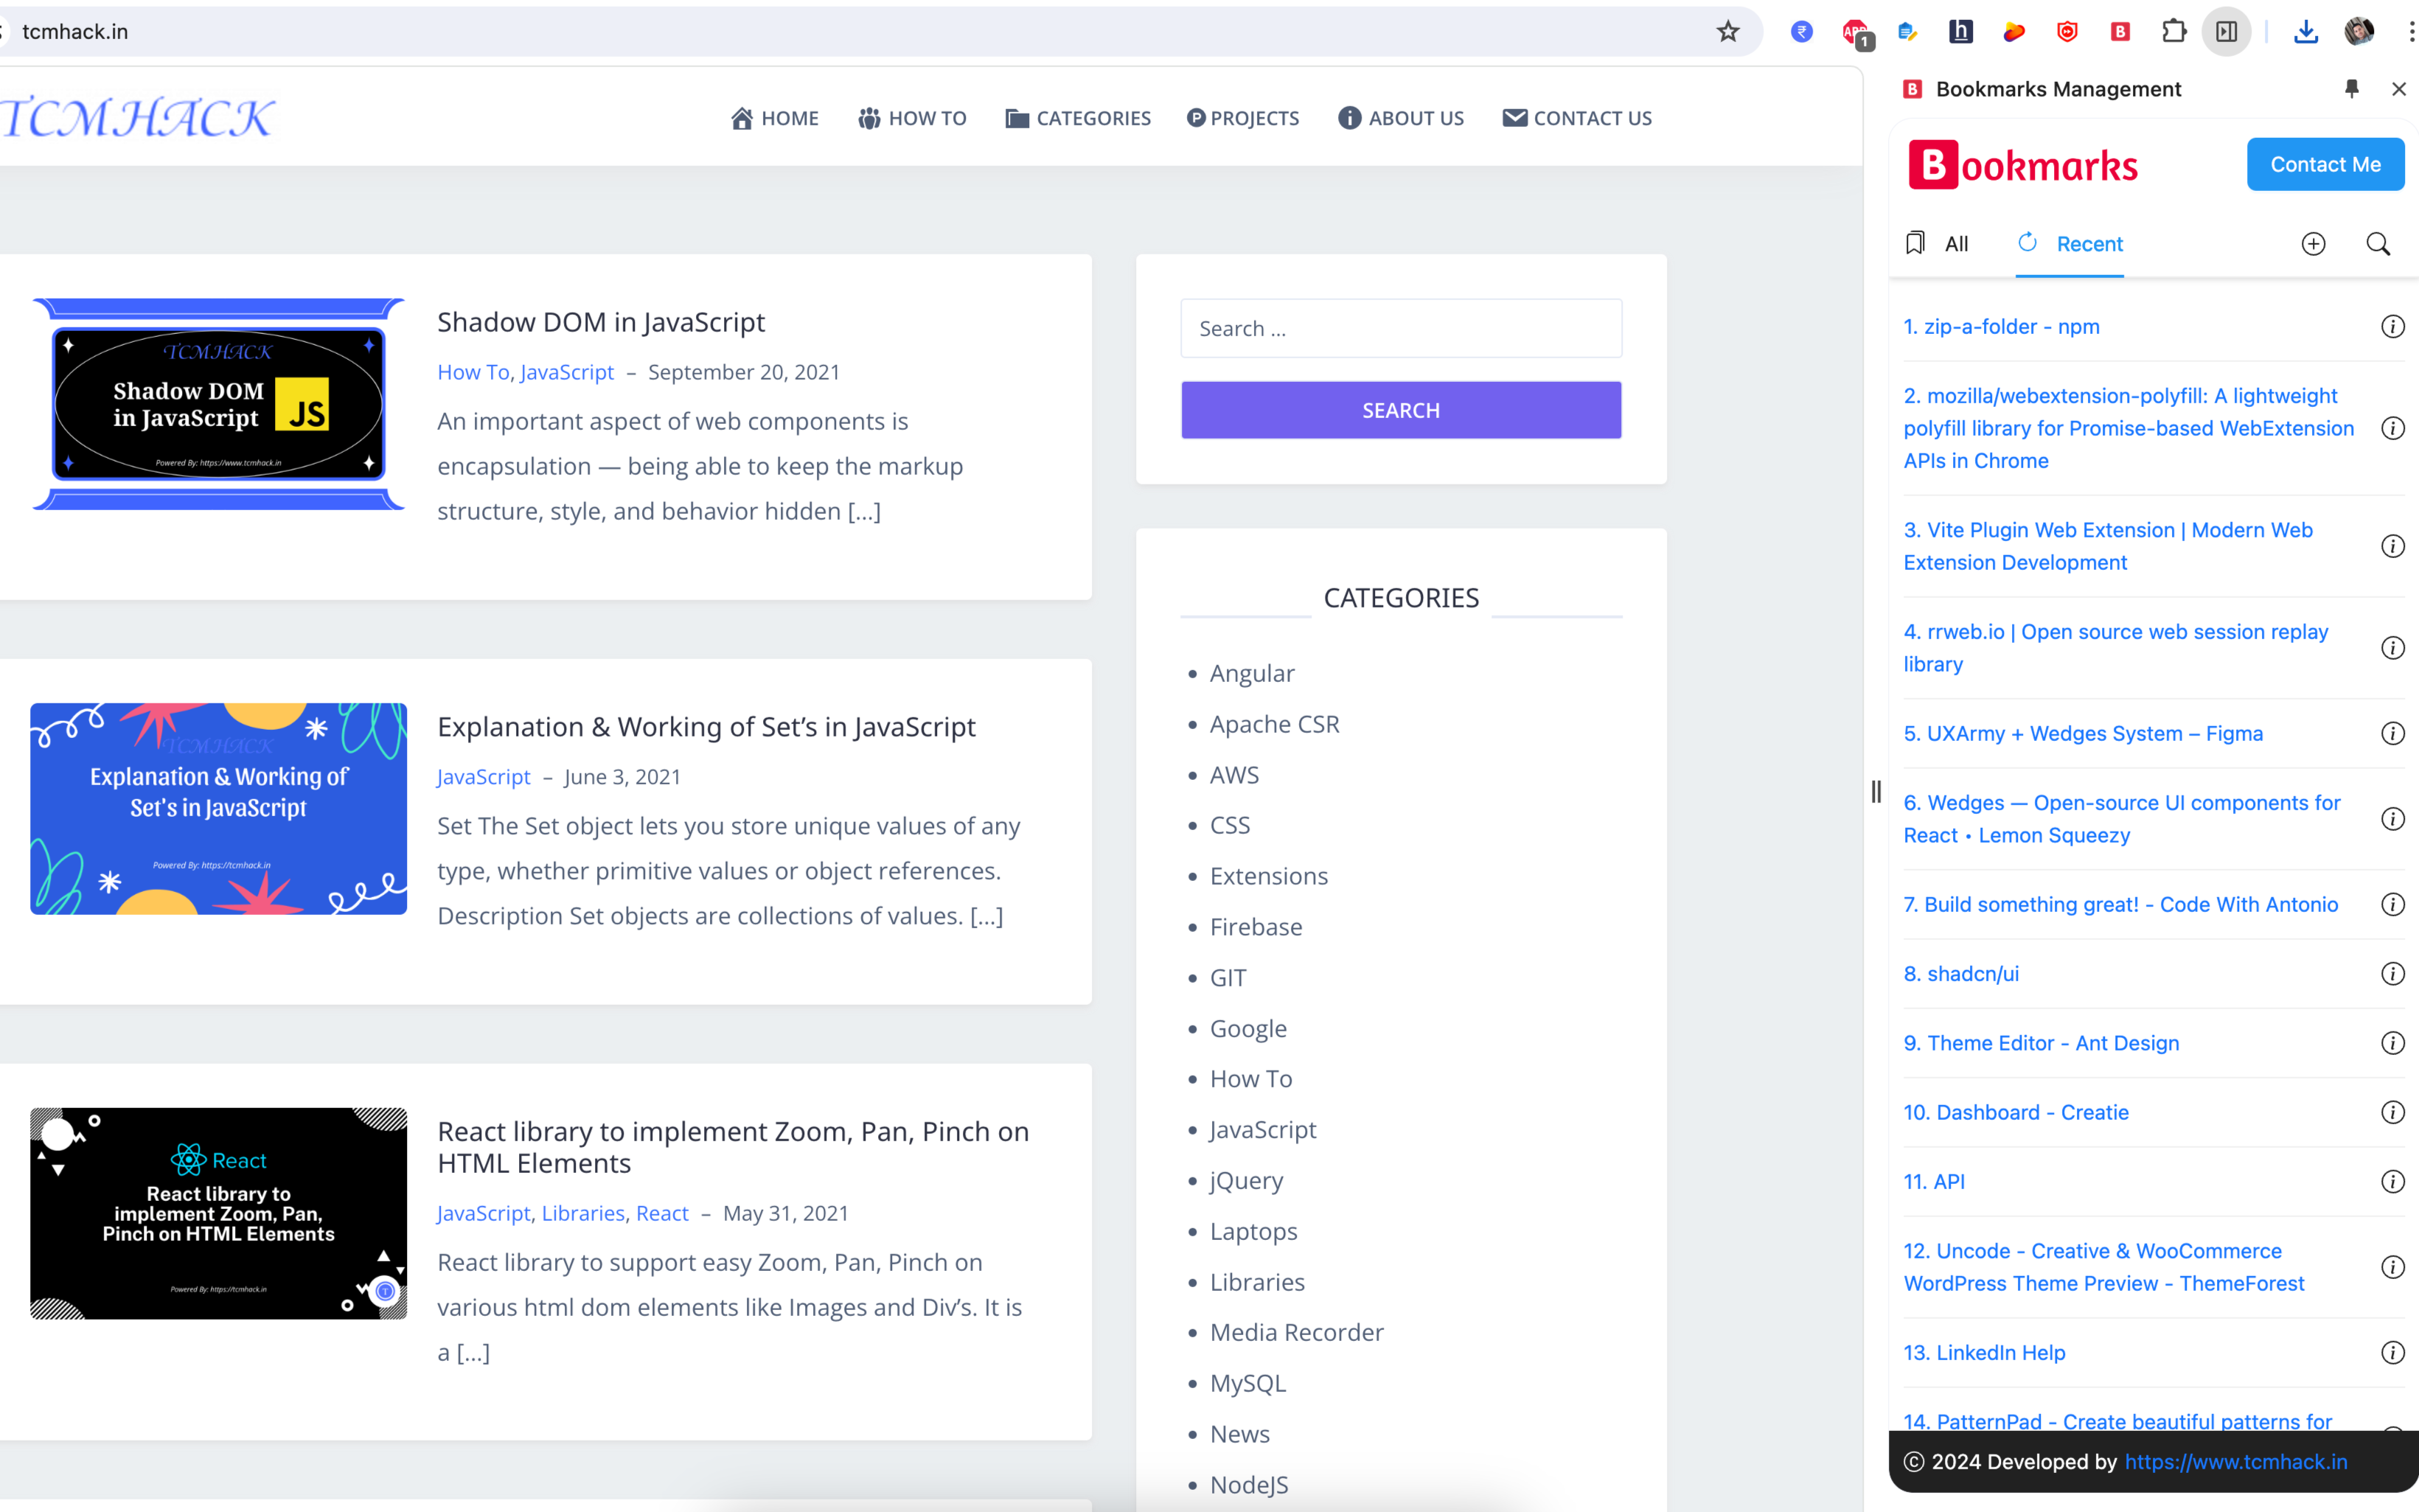 tcmhack.in
1
TCMHACK
HOME
HOW TO
CATEGORIES
PROJECTS
ABOUT US
CONTACT US
TCMHACK
Shadow DOM
in JavaScript
JS
Powered By: https://www.tcmhack.in
Shadow DOM in JavaScript
How To, JavaScript – September 20, 2021
An important aspect of web components is
encapsulation — being able to keep the markup
structure, style, and behavior hidden [...]
TCMHACK
Explanation & Working of
Set's in JavaScript
Powered By: https://tcmhack.in
Explanation & Working of Set’s in JavaScript
JavaScript – June 3, 2021
Set The Set object lets you store unique values of any
type, whether primitive values or object references.
Description Set objects are collections of values. [...]
React
React library to
implement Zoom, Pan,
Pinch on HTML Elements
Powered By: https://tcmhack.in
React library to implement Zoom, Pan, Pinch on
HTML Elements
JavaScript, Libraries, React – May 31, 2021
React library to support easy Zoom, Pan, Pinch on
various html dom elements like Images and Div’s. It is
a [...]
Search ...
SEARCH
CATEGORIES
Angular
Apache CSR
AWS
CSS
Extensions
Firebase
GIT
Google
How To
JavaScript
jQuery
Laptops
Libraries
Media Recorder
MySQL
News
NodeJS
B Bookmarks Management
Bookmarks
Contact Me
All
Recent
1. zip-a-folder - npm
2. mozilla/webextension-polyfill: A lightweight
polyfill library for Promise-based WebExtension
APIs in Chrome
3. Vite Plugin Web Extension | Modern Web
Extension Development
4. rrweb.io | Open source web session replay
library
5. UXArmy + Wedges System – Figma
6. Wedges — Open-source UI components for
React • Lemon Squeezy
7. Build something great! - Code With Antonio
8. shadcn/ui
9. Theme Editor - Ant Design
10. Dashboard - Creatie
11. API
12. Uncode - Creative & WooCommerce
WordPress Theme Preview - ThemeForest
13. LinkedIn Help
14. PatternPad - Create beautiful patterns for
© 2024 Developed by https://www.tcmhack.in